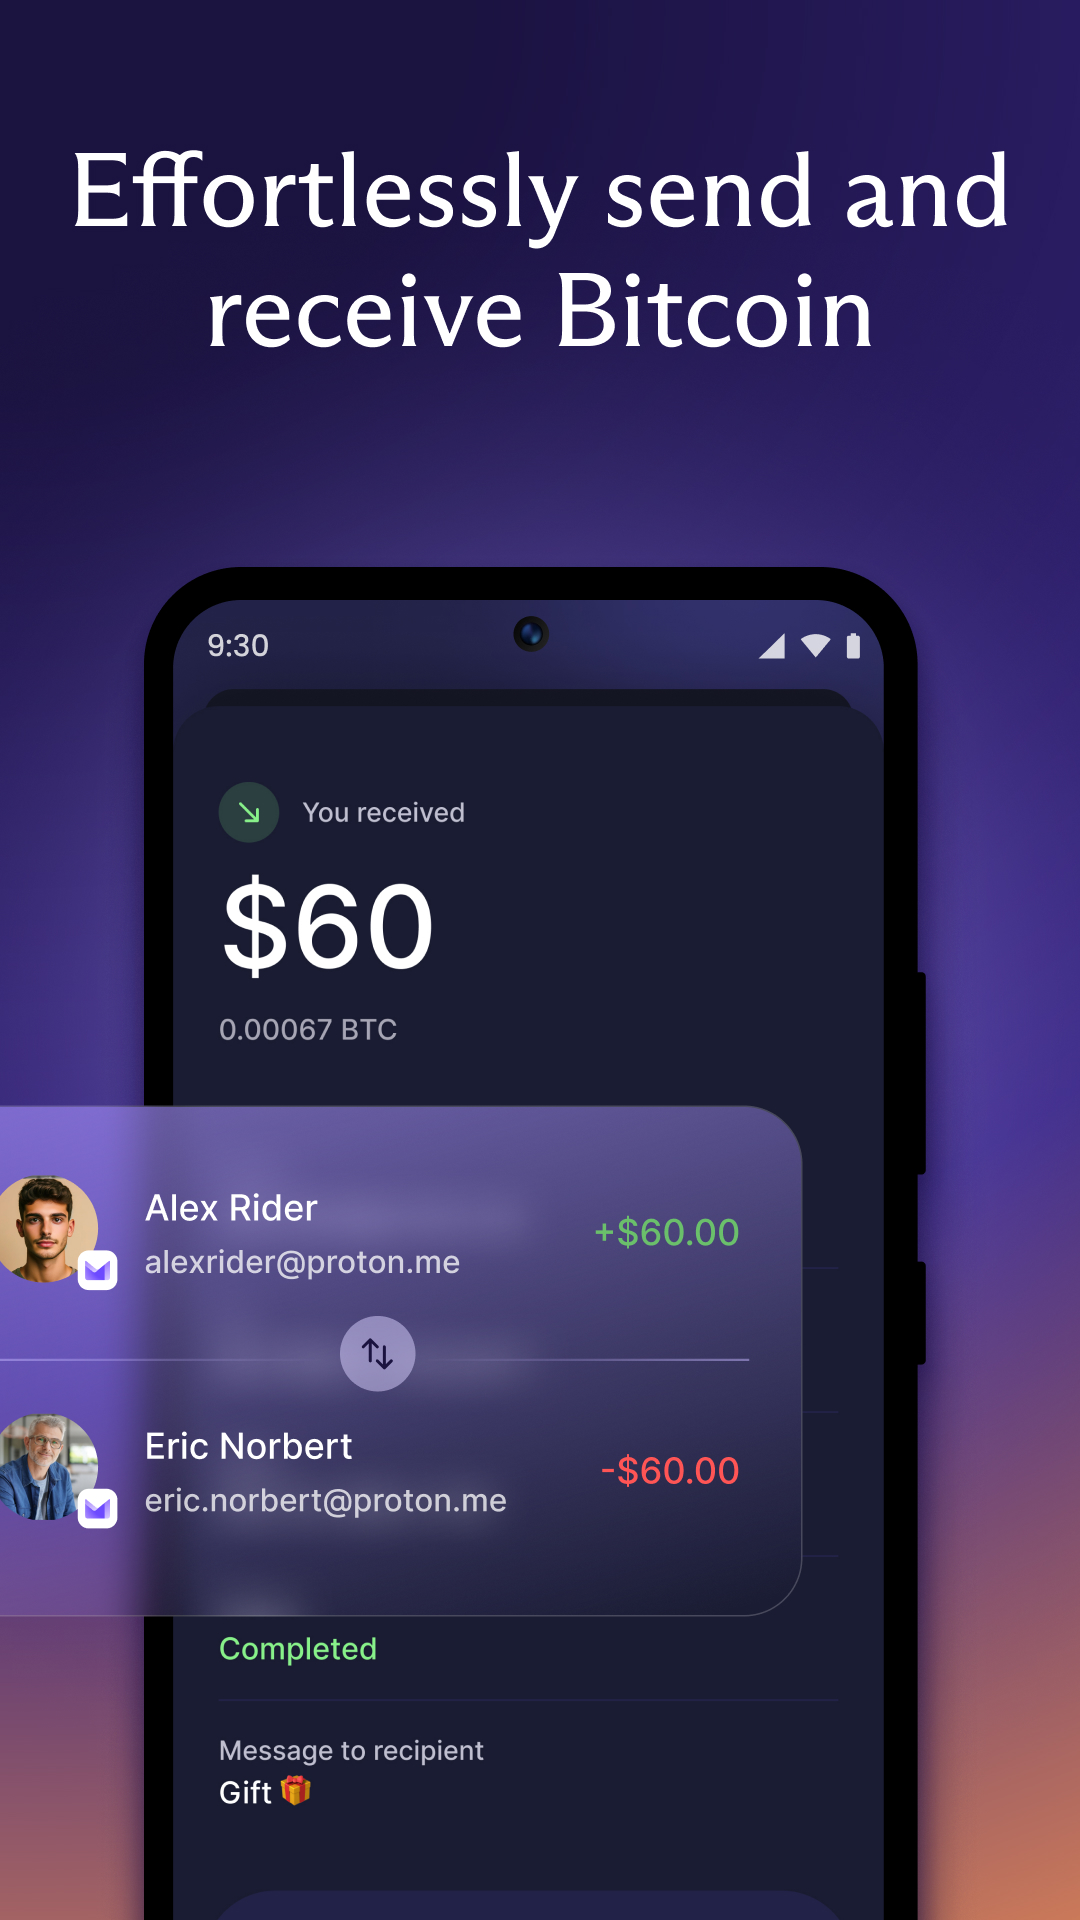 Effortlessly send and
receive Bitcoin
9:30
You received
$60
0.00067 BTC
Alex Rider
alexrider@proton.me
+$60.00
Eric Norbert
eric.norbert@proton.me
-$60.00
Completed
Message to recipient
Gift 🎁